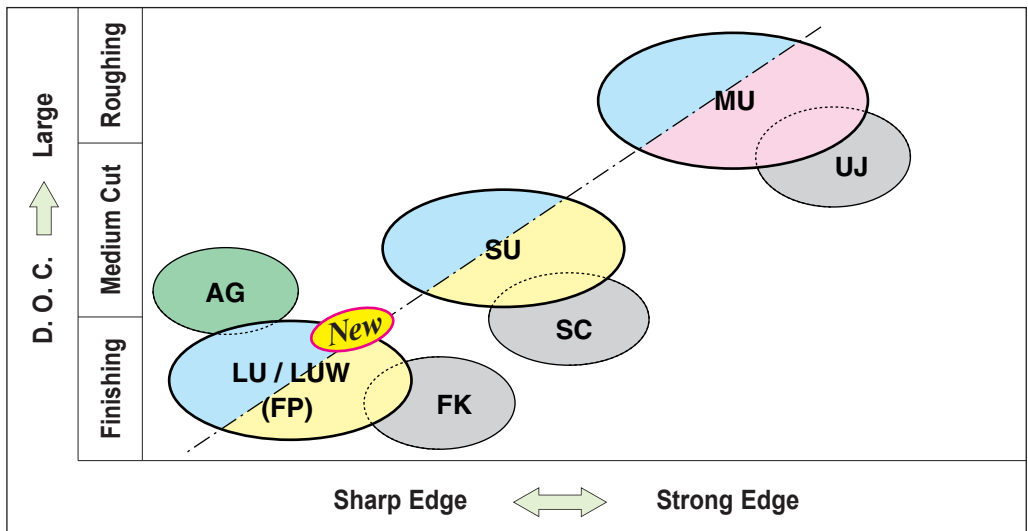 D. O. C.
Large
Roughing
Medium Cut
Finishing
MU
UJ
SU
AG
SC
New
LU / LUW
(FP)
FK
Sharp Edge
Strong Edge